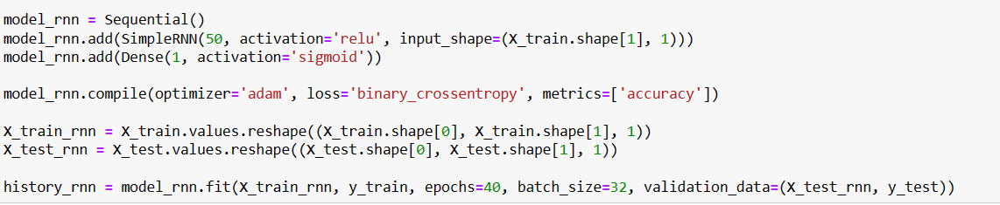 model_rnn = Sequential()
model_rnn.add(SimpleRNN(50, activation='relu', input_shape=(X_train.shape[1], 1)))
model_rnn.add(Dense(1, activation='sigmoid'))
model_rnn.compile(optimizer='adam', loss='binary_crossentropy', metrics=['accuracy'])
X_train_rnn = X_train.values.reshape((X_train.shape[0], X_train.shape[1], 1))
X_test_rnn = X_test.values.reshape((X_test.shape[0], X_test.shape[1], 1))
history_rnn = model_rnn.fit(X_train_rnn, y_train, epochs=40, batch_size=32, validation_data=(X_test_rnn, y_test))